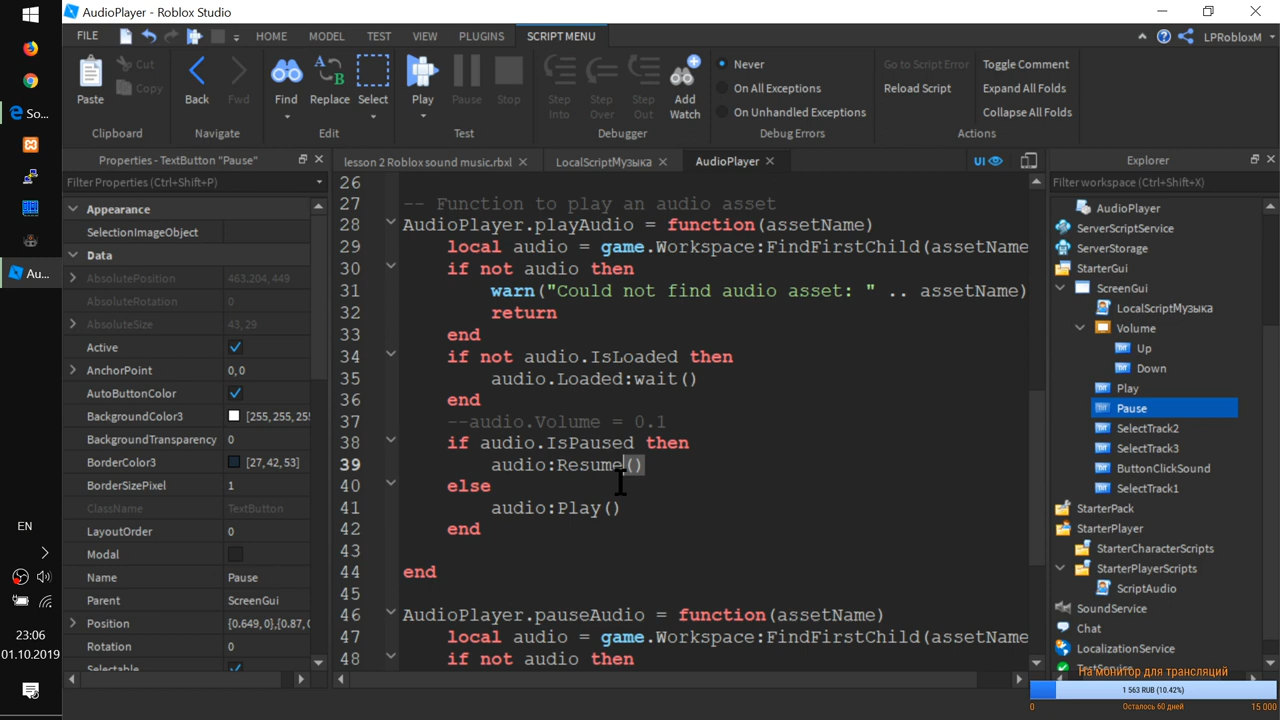 AudioPlayer - Roblox Studio
FILE HOME MODEL TEST VIEW PLUGINS SCRIPT MENU LPRobloxM
Paste Cut Copy Back Fwd Find Replace Select Play Pause Stop Step Into Step Over Step Out Add Watch
Never
On All Exceptions
On Unhandled Exceptions
Go to Script Error
Reload Script
Toggle Comment
Expand All Folds
Collapse All Folds
Clipboard Navigate Edit Test Debugger Debug Errors Actions
Properties - TextButton "Pause"
Filter Properties (Ctrl+Shift+P)
Appearance
SelectionImageObject
Data
AbsolutePosition 463.204, 449
AbsoluteRotation 0
AbsoluteSize 43, 29
Active
AnchorPoint 0, 0
AutoButtonColor
BackgroundColor3 [255, 255, 255
BackgroundTransparency 0
BorderColor3 [27, 42, 53]
BorderSizePixel 1
ClassName TextButton
LayoutOrder 0
Modal
Name Pause
Parent ScreenGui
Position {0.649, 0},{0.87, 0
Rotation 0
Selectable
lesson 2 Roblox sound music.rbxl LocalScriptМузыка AudioPlayer UI
26
27 -- Function to play an audio asset
28 AudioPlayer.playAudio = function(assetName)
29 local audio = game.Workspace:FindFirstChild(assetName
30 if not audio then
31 warn("Could not find audio asset: " .. assetName)
32 return
33 end
34 if not audio.IsLoaded then
35 audio.Loaded:wait()
36 end
37 --audio.Volume = 0.1
38 if audio.IsPaused then
39 audio:Resume()
40 else
41 audio:Play()
42 end
43
44 end
45
46 AudioPlayer.pauseAudio = function(assetName)
47 local audio = game.Workspace:FindFirstChild(assetName
48 if not audio then
Explorer
Filter workspace (Ctrl+Shift+X)
AudioPlayer
ServerScriptService
ServerStorage
StarterGui
ScreenGui
LocalScriptМузыка
Volume
Up
Down
Play
Pause
SelectTrack2
SelectTrack3
ButtonClickSound
SelectTrack1
StarterPack
StarterPlayer
StarterCharacterScripts
StarterPlayerScripts
ScriptAudio
SoundService
Chat
LocalizationService
TestService
На монитор для трансляций
1 563 RUB (10.42%)
0 Осталось 60 дней 15 000
So...
Au...
EN
23:06
01.10.2019